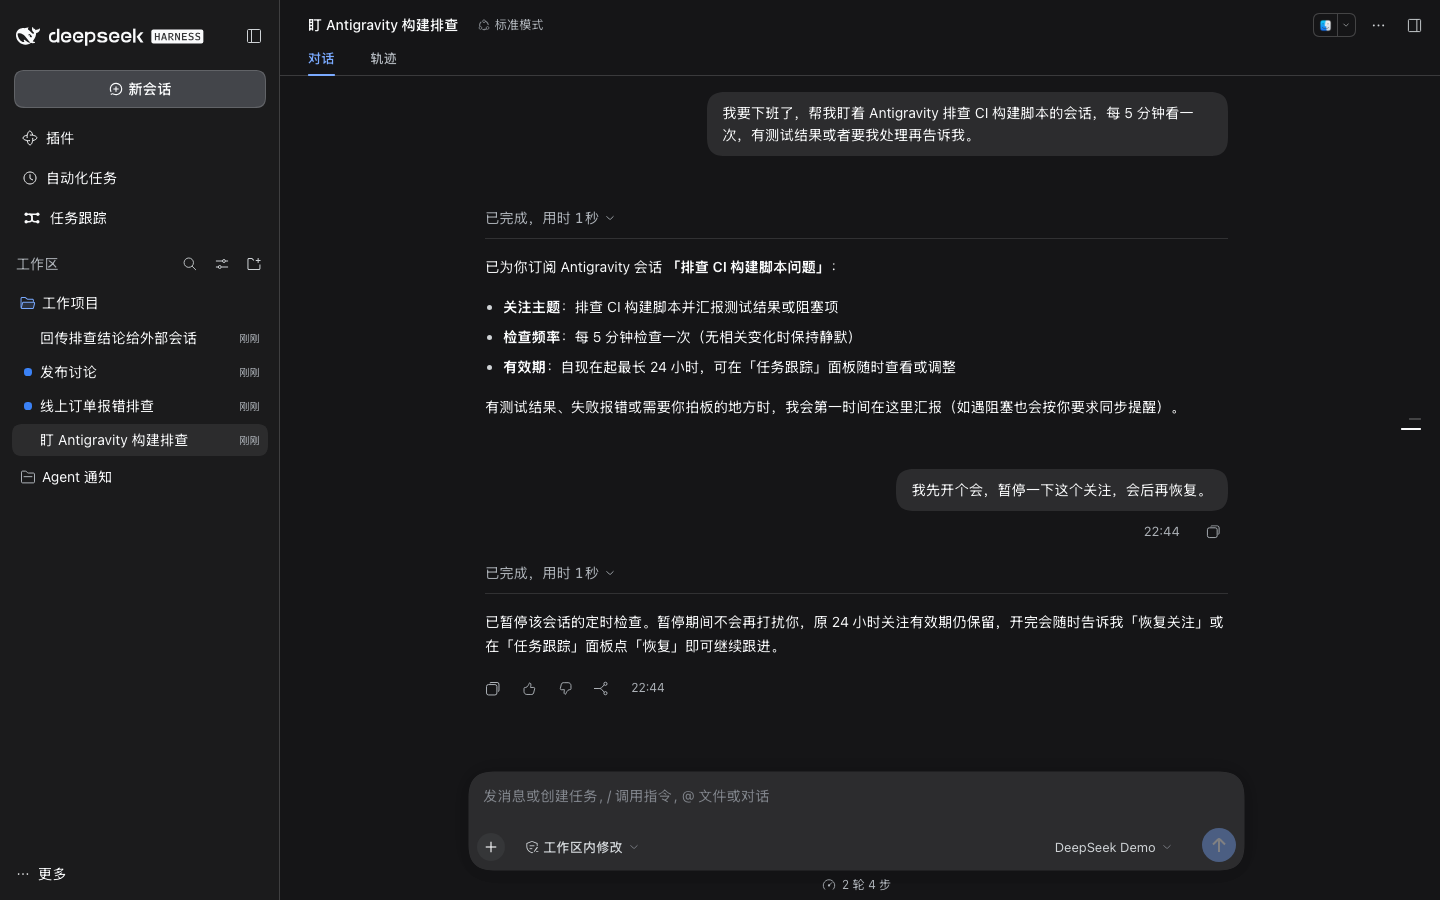 deepseek HARNESS
新会话
插件
自动化任务
任务跟踪
工作区
工作项目
回传排查结论给外部会话 刚刚
发布讨论 刚刚
线上订单报错排查 刚刚
盯 Antigravity 构建排查 刚刚
Agent 通知
更多
盯 Antigravity 构建排查 标准模式
对话 轨迹
我要下班了，帮我盯着 Antigravity 排查 CI 构建脚本的会话，每 5 分钟看一
次，有测试结果或者要我处理再告诉我。
已完成，用时 1 秒
已为你订阅 Antigravity 会话「排查 CI 构建脚本问题」：
关注主题：排查 CI 构建脚本并汇报测试结果或阻塞项
检查频率：每 5 分钟检查一次（无相关变化时保持静默）
有效期：自现在起最长 24 小时，可在「任务跟踪」面板随时查看或调整
有测试结果、失败报错或需要你拍板的地方时，我会第一时间在这里汇报（如遇阻塞也会按你要求同步提醒）。
我先开个会，暂停一下这个关注，会后再恢复。
22:44
已完成，用时 1 秒
已暂停该会话的定时检查。暂停期间不会再打扰你，原 24 小时关注有效期仍保留，开完会随时告诉我「恢复关注」或
在「任务跟踪」面板点「恢复」即可继续跟进。
22:44
发消息或创建任务, / 调用指令, @ 文件或对话
工作区内修改
DeepSeek Demo
2 轮 4 步